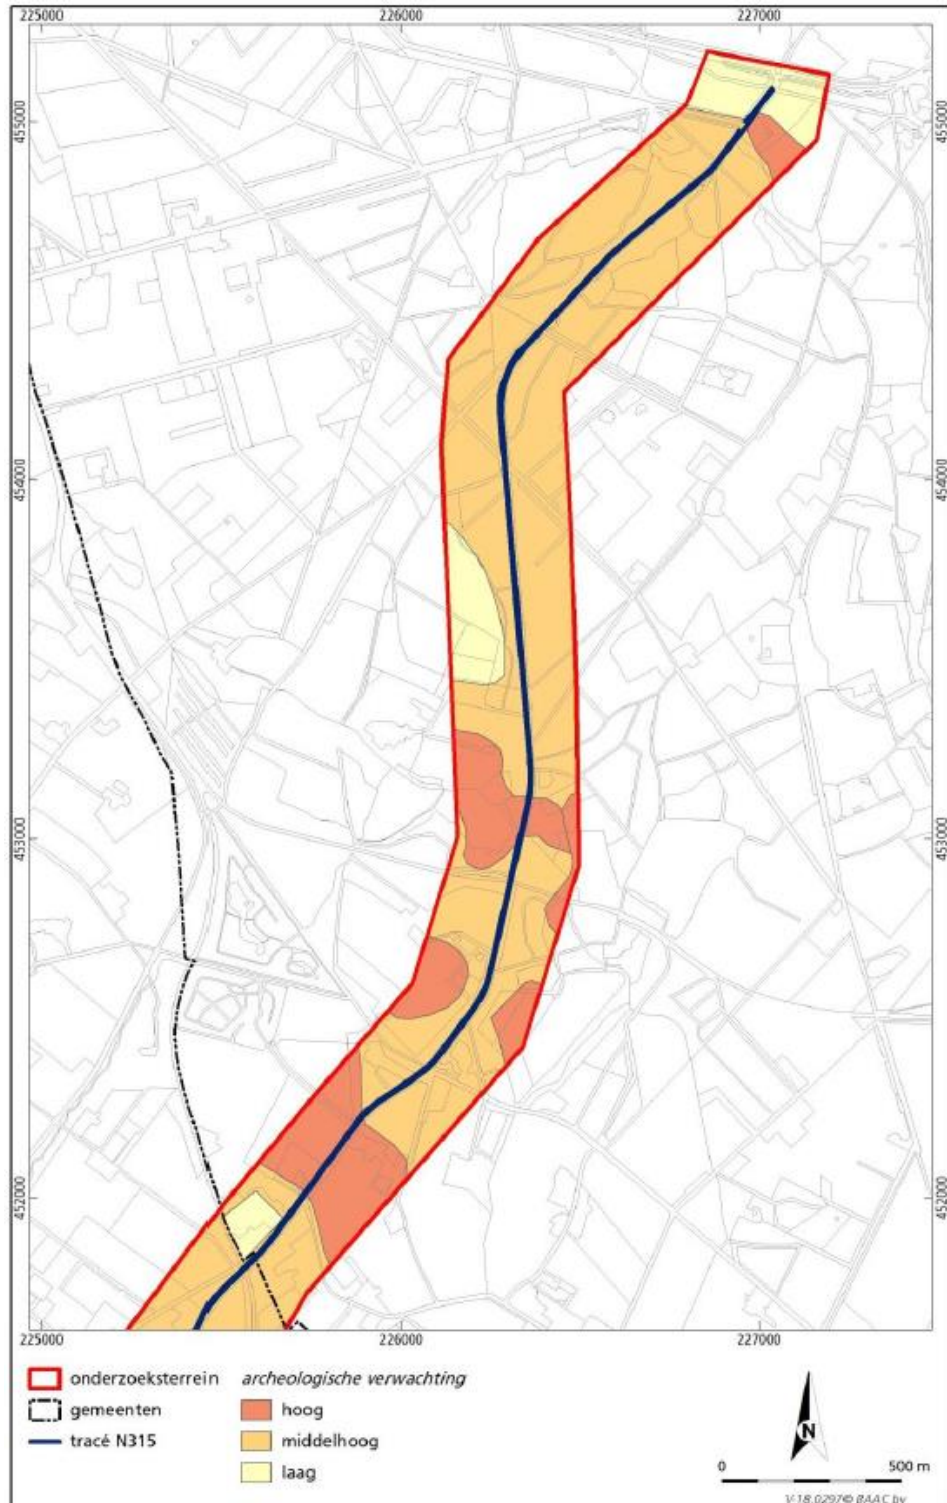 225000 226000 227000
455000 455000
454000 454000
453000 453000
452000 452000
225000 226000 227000
onderzoeksterrein archeologische verwachting
gemeenten hoog
tracé N315 middelhoog
laag
N
0 500 m
V-18.0297© BAAC bv